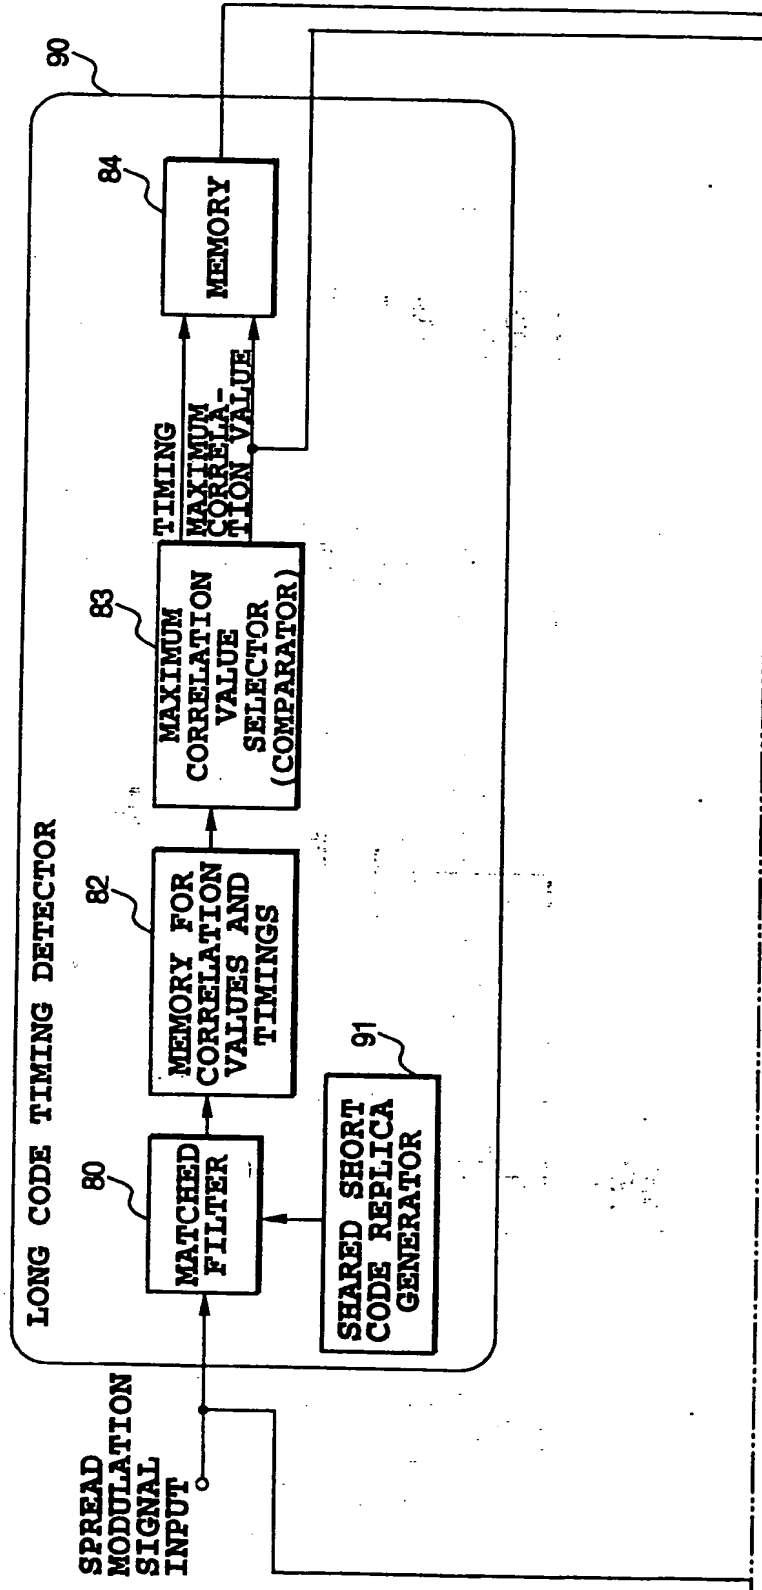 LONG CODE TIMING DETECTOR
90
SPREAD
MODULATION
SIGNAL
INPUT
80
MATCHED
FILTER
91
SHARED SHORT
CODE REPLICA
GENERATOR
82
MEMORY FOR
CORRELATION
VALUES AND
TIMINGS
83
MAXIMUM
CORRELATION
VALUE
SELECTOR
(COMPARATOR)
TIMING
MAXIMUM
CORRELA-
TION VALUE
84
MEMORY